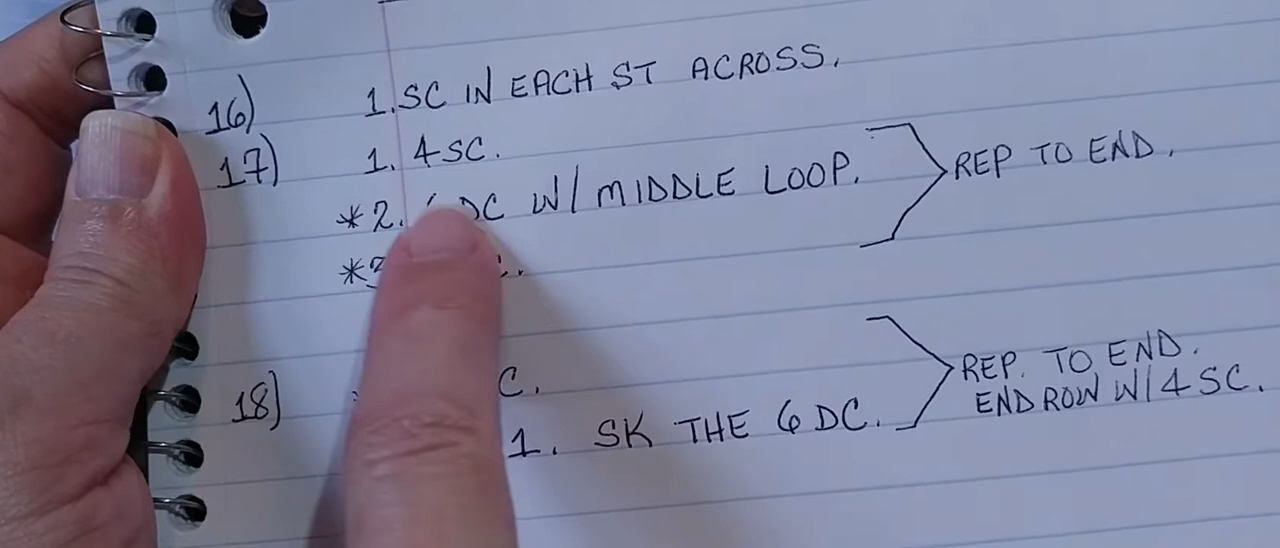 16) 1. SC IN EACH ST ACROSS.
17) 1. 4 SC.
*2. DC W/ MIDDLE LOOP. REP TO END.
*3 .
18) C. REP. TO END.
1. SK THE 6 DC. END ROW W/ 4 SC.